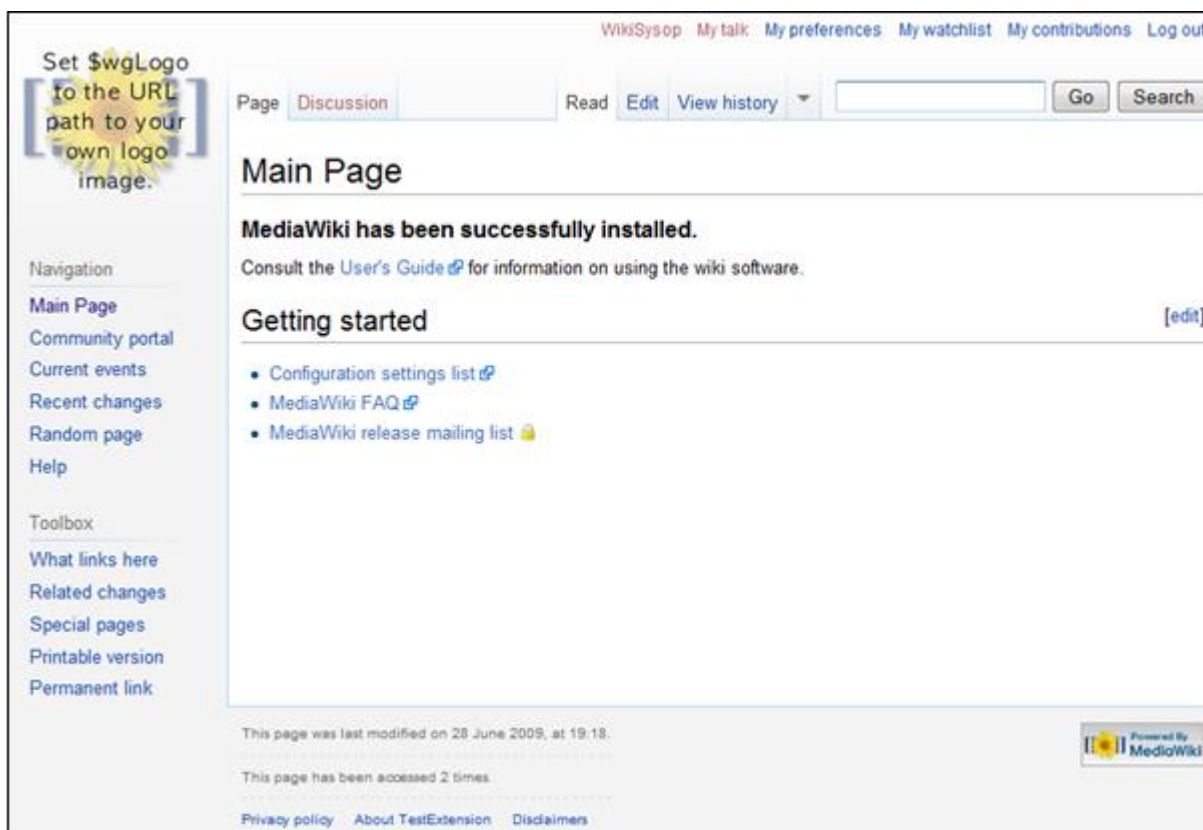 WikiSysop My talk My preferences My watchlist My contributions Log out
Set $wgLogo
to the URL
path to your
own logo
image.
Page Discussion Read Edit View history Go Search
Main Page
MediaWiki has been successfully installed.
Consult the User's Guide for information on using the wiki software.
Getting started [edit]
Configuration settings list
MediaWiki FAQ
MediaWiki release mailing list
Navigation
Main Page
Community portal
Current events
Recent changes
Random page
Help
Toolbox
What links here
Related changes
Special pages
Printable version
Permanent link
This page was last modified on 28 June 2009, at 19:18.
This page has been accessed 2 times.
Privacy policy About TestExtension Disclaimers
Powered By
MediaWiki